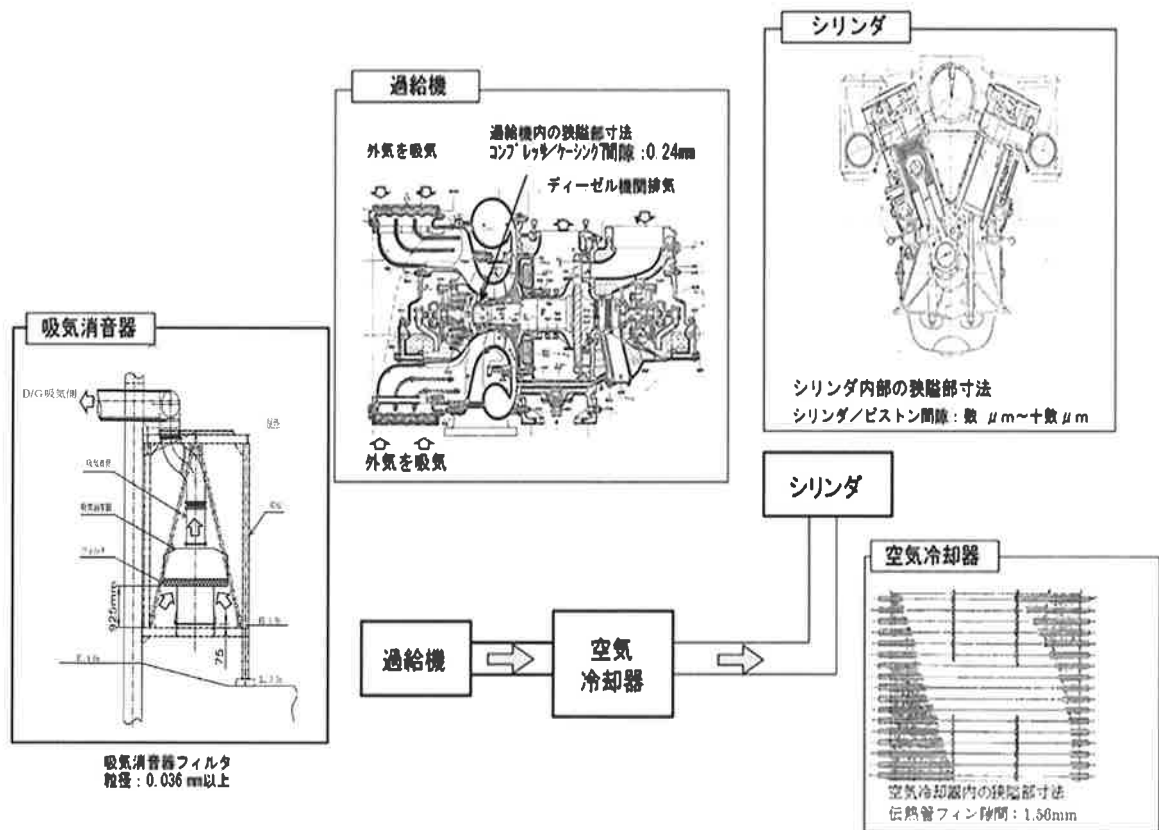 シリンダ
シリンダ内部の狭隘部寸法
シリンダ/ピストン間隙：数 μm～十数μm
過給機
外気を吸気
過給機内の狭隘部寸法
コンプレッサ/ケーシング間隙：0.24mm
ディーゼル機関排気
外気を吸気
吸気消音器
D/G吸気側
925mm
75
吸気消音器フィルタ
粒径：0.036 mm以上
過給機
空気
冷却器
シリンダ
空気冷却器
空気冷却器内の狭隘部寸法
伝熱管フィン隙間：1.56mm